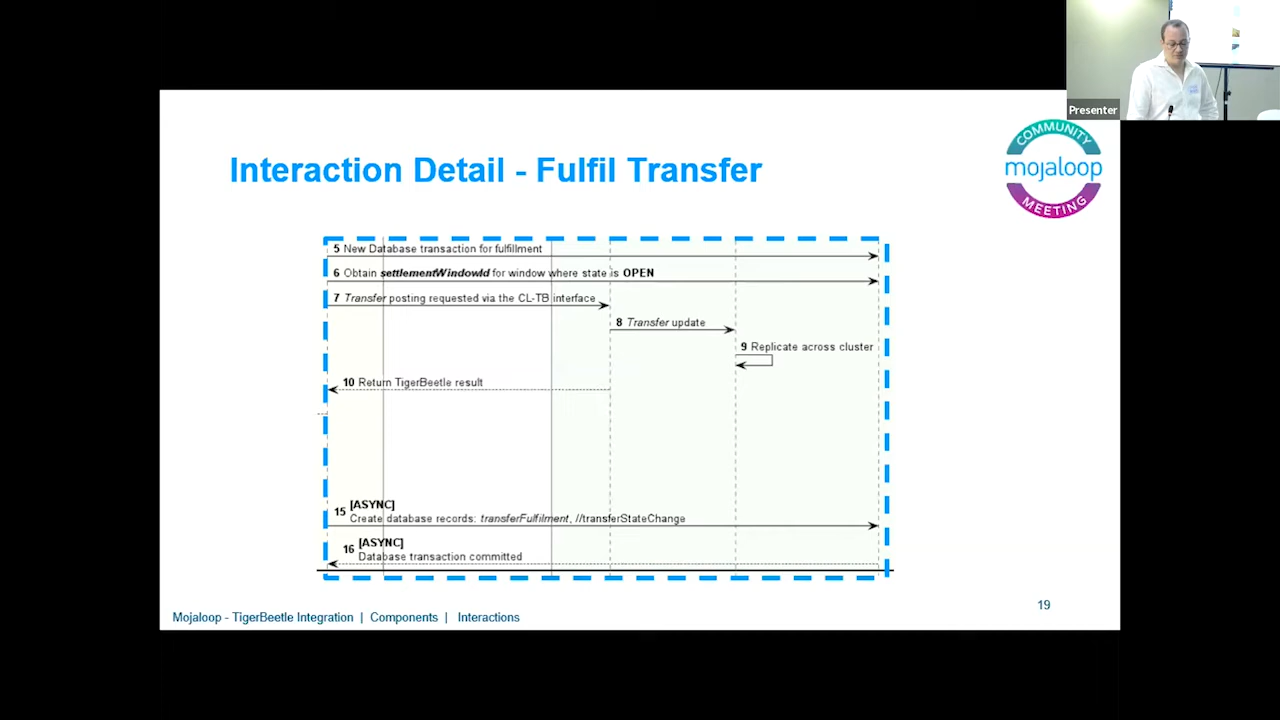 Presenter
COMMUNITY
mojaloop
MEETING
Interaction Detail - Fulfil Transfer
5 New Database transaction for fulfillment
6 Obtain settlementWindowId for window where state is OPEN
7 Transfer posting requested via the CL-TB interface
8 Transfer update
9 Replicate across cluster
10 Return TigerBeetle result
15 [ASYNC]
Create database records: transferFulfilment, //transferStateChange
16 [ASYNC]
Database transaction committed
19
Mojaloop - TigerBeetle Integration | Components | Interactions